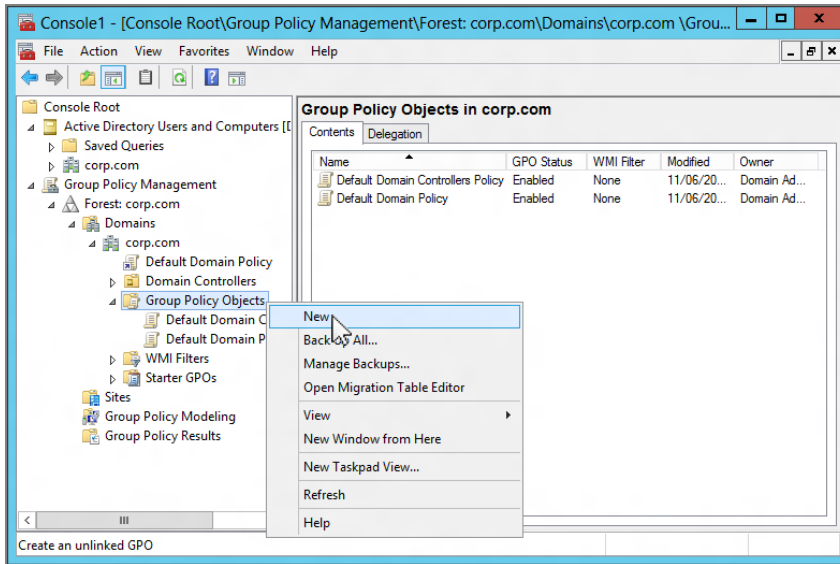 Console1 - [Console Root\Group Policy Management\Forest: corp.com\Domains\corp.com \Grou...
File Action View Favorites Window Help
Console Root
Active Directory Users and Computers [D
Saved Queries
corp.com
Group Policy Management
Forest: corp.com
Domains
corp.com
Default Domain Policy
Domain Controllers
Group Policy Objects
Default Domain C
Default Domain P
WMI Filters
Starter GPOs
Sites
Group Policy Modeling
Group Policy Results
Group Policy Objects in corp.com
Contents Delegation
Name GPO Status WMI Filter Modified Owner
Default Domain Controllers Policy Enabled None 11/06/20... Domain Ad...
Default Domain Policy Enabled None 11/06/20... Domain Ad...
New
Back Up All...
Manage Backups...
Open Migration Table Editor
View
New Window from Here
New Taskpad View...
Refresh
Help
Create an unlinked GPO